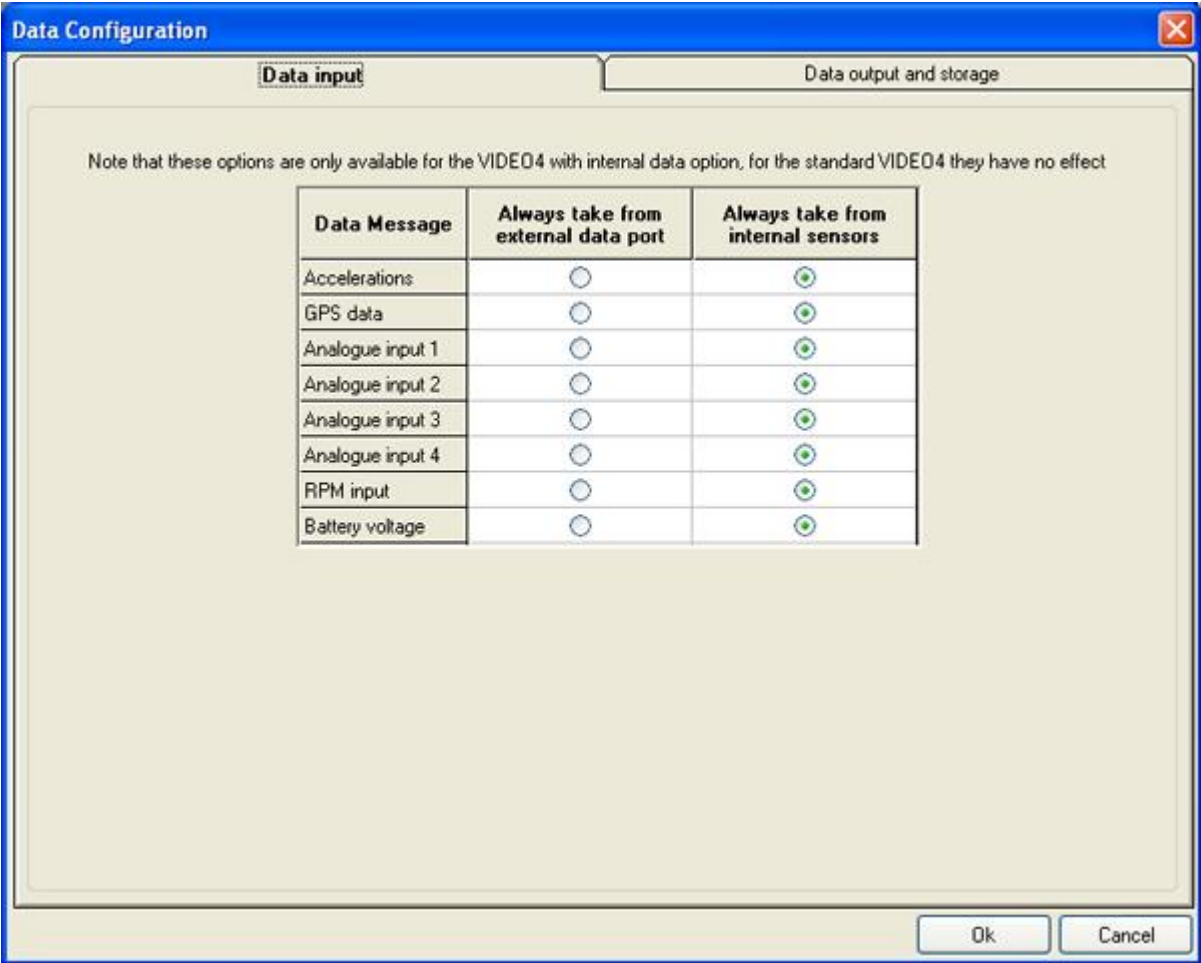 Data Configuration
Data input
Data output and storage
Note that these options are only available for the VIDEO4 with internal data option, for the standard VIDEO4 they have no effect
Data Message
Always take from
external data port
Always take from
internal sensors
Accelerations
GPS data
Analogue input 1
Analogue input 2
Analogue input 3
Analogue input 4
RPM input
Battery voltage
Ok
Cancel